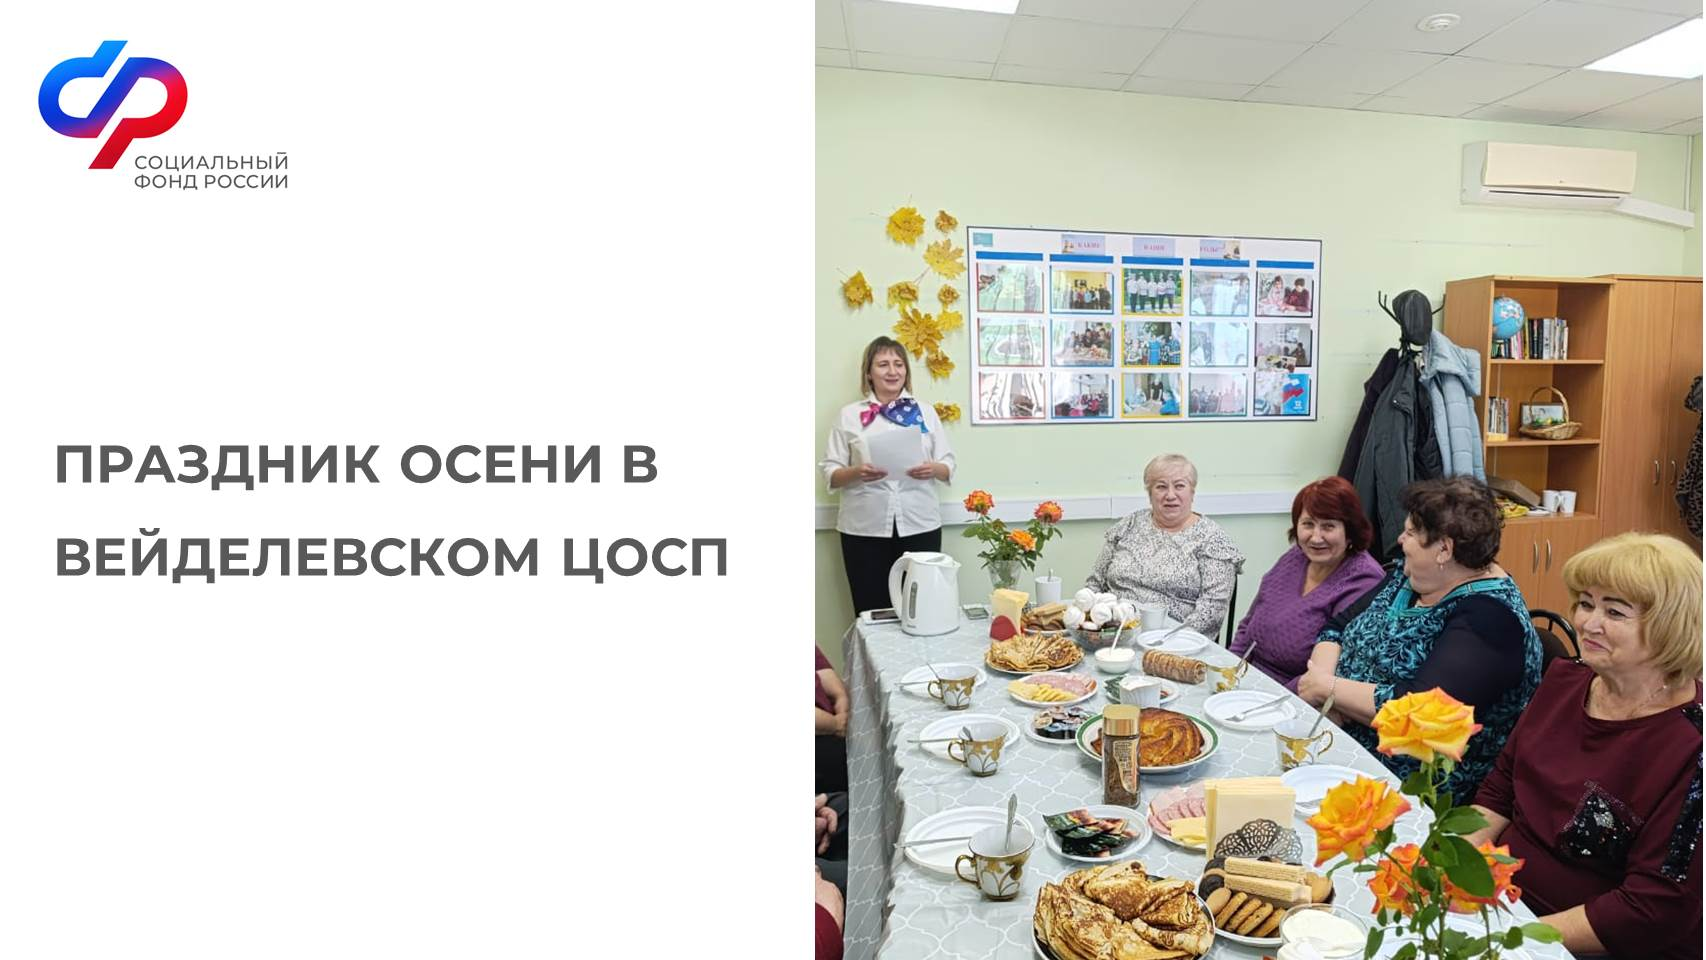 СОЦИАЛЬНЫЙ
ФОНД РОССИИ
ПРАЗДНИК ОСЕНИ В
ВЕЙДЕЛЕВСКОМ ЦОСП